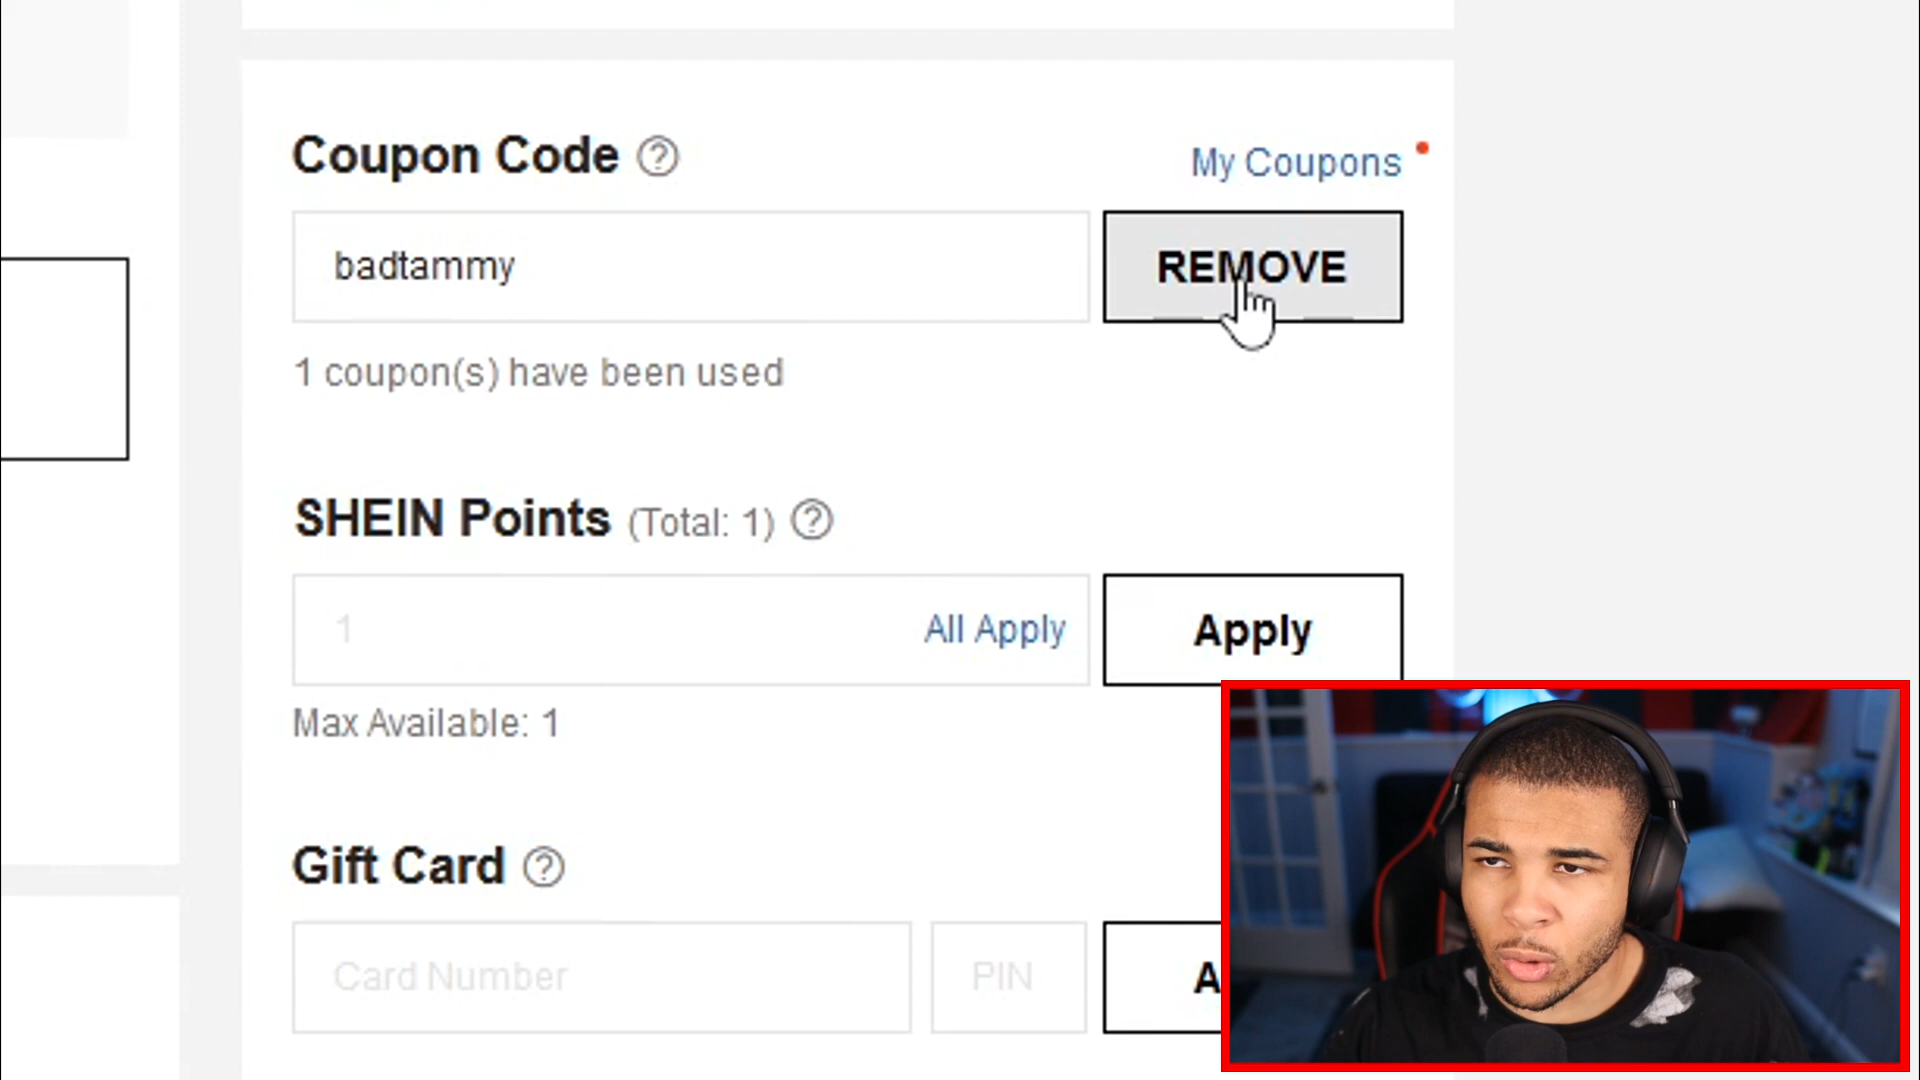 Coupon Code ?
My Coupons
badtammy
REMOVE
1 coupon(s) have been used
SHEIN Points (Total: 1) ?
1
All Apply
Apply
Max Available: 1
Gift Card ?
Card Number
PIN
A